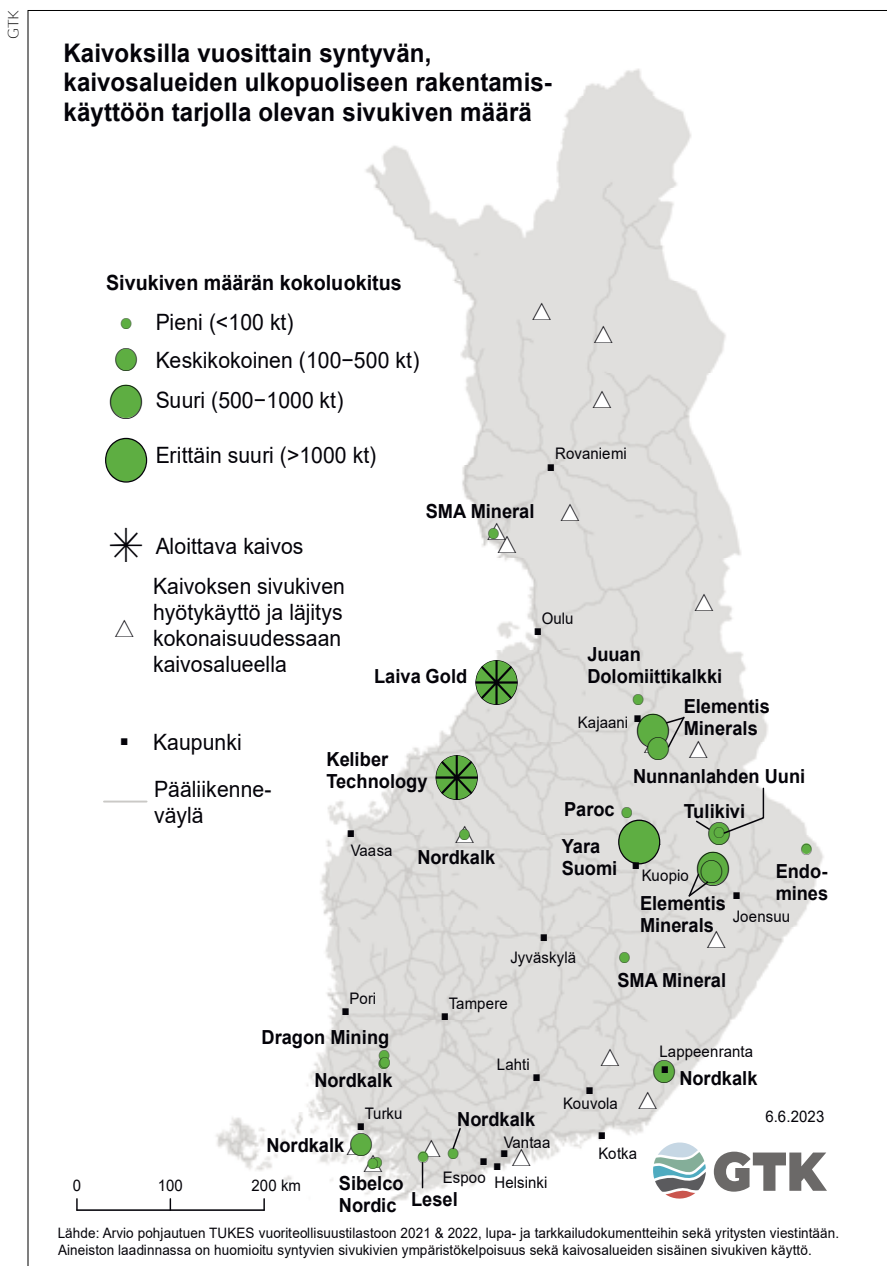 GTK
Kaivoksilla vuosittain syntyvän,
kaivosalueiden ulkopuoliseen rakentamis-
käyttöön tarjolla olevan sivukiven määrä
Sivukiven määrän kokoluokitus
Pieni (<100 kt)
Keskikokoinen (100–500 kt)
Suuri (500–1000 kt)
Erittäin suuri (>1000 kt)
Aloittava kaivos
Kaivoksen sivukiven
hyötykäyttö ja läjitys
kokonaisuudessaan
kaivosalueella
Kaupunki
Pääliikenne-
väylä
Rovaniemi
SMA Mineral
Oulu
Laiva Gold
Juuan
Dolomiittikalkki
Kajaani
Elementis
Minerals
Keliber
Technology
Nunnanlahden Uuni
Tulikivi
Paroc
Vaasa
Nordkalk
Yara
Suomi
Kuopio
Endo-
mines
Elementis
Minerals
Joensuu
Jyväskylä
SMA Mineral
Pori
Tampere
Dragon Mining
Nordkalk
Lahti
Lappeenranta
Nordkalk
Kouvola
Turku
Nordkalk
Nordkalk
Vantaa
Espoo
Helsinki
Kotka
Sibelco
Nordic
Lesel
6.6.2023
GTK
0 100 200 km
Lähde: Arvio pohjautuen TUKES vuoriteollisuustilastoon 2021 & 2022, lupa- ja tarkkailudokumentteihin sekä yritysten viestintään.
Aineiston laadinnassa on huomioitu syntyvien sivukivien ympäristökelpoisuus sekä kaivosalueiden sisäinen sivukiven käyttö.